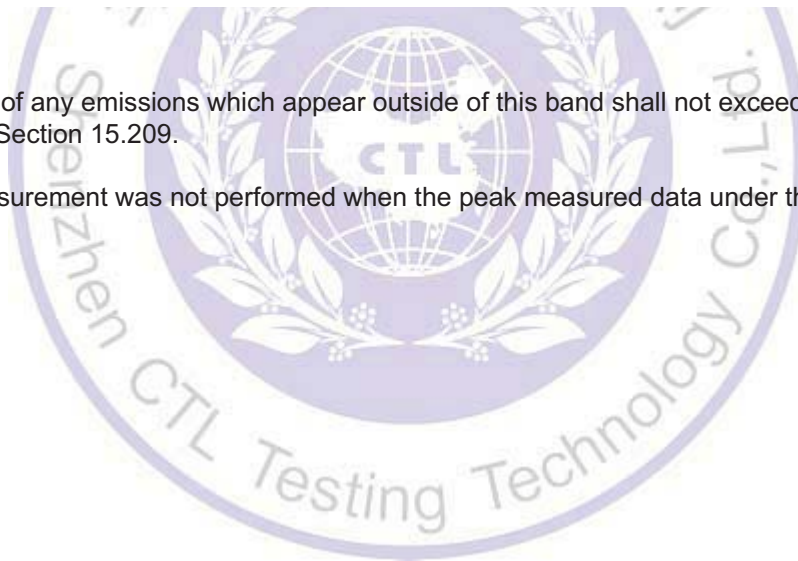 of any emissions which appear outside of this band shall not exceed
Section 15.209.
surement was not performed when the peak measured data under th
CTL
Shenzhen CTL Testing Technology Co., Ltd.